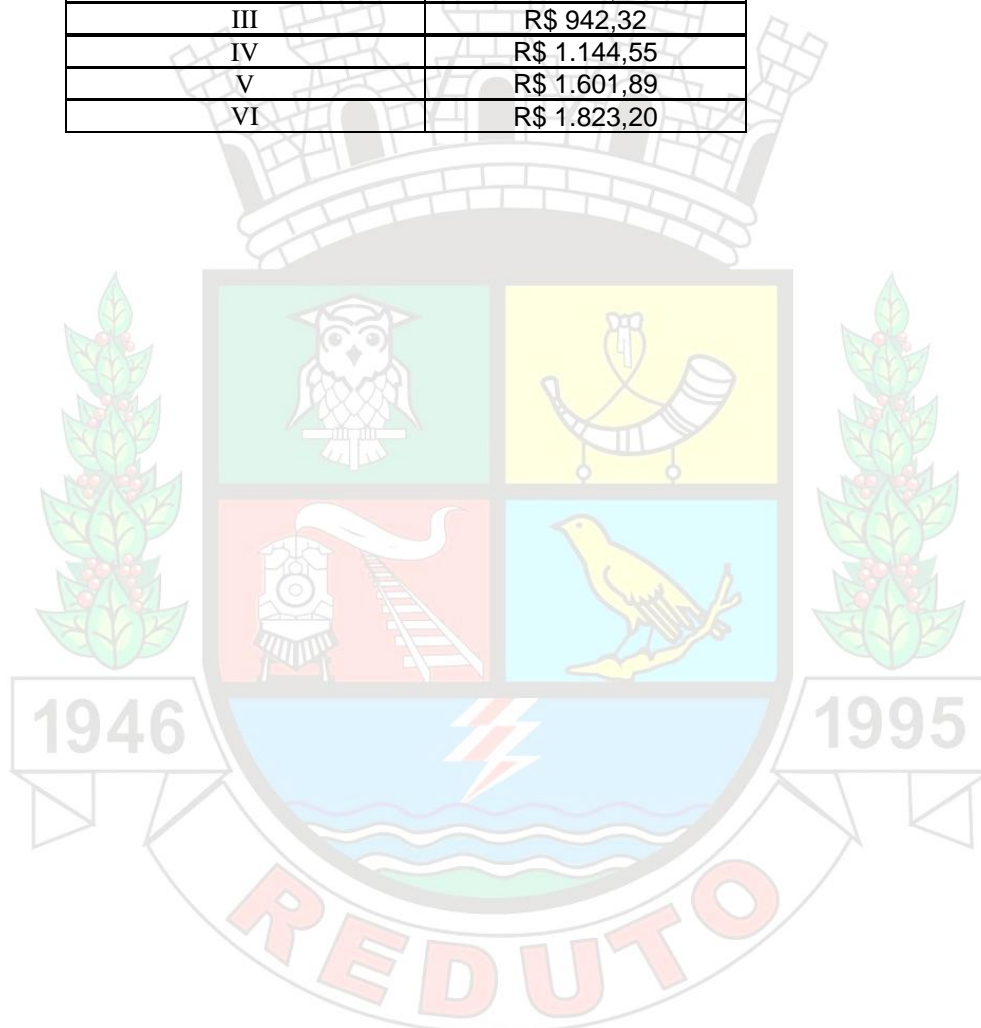 III R$ 942,32
IV R$ 1.144,55
V R$ 1.601,89
VI R$ 1.823,20
1946 1995
REDUTO